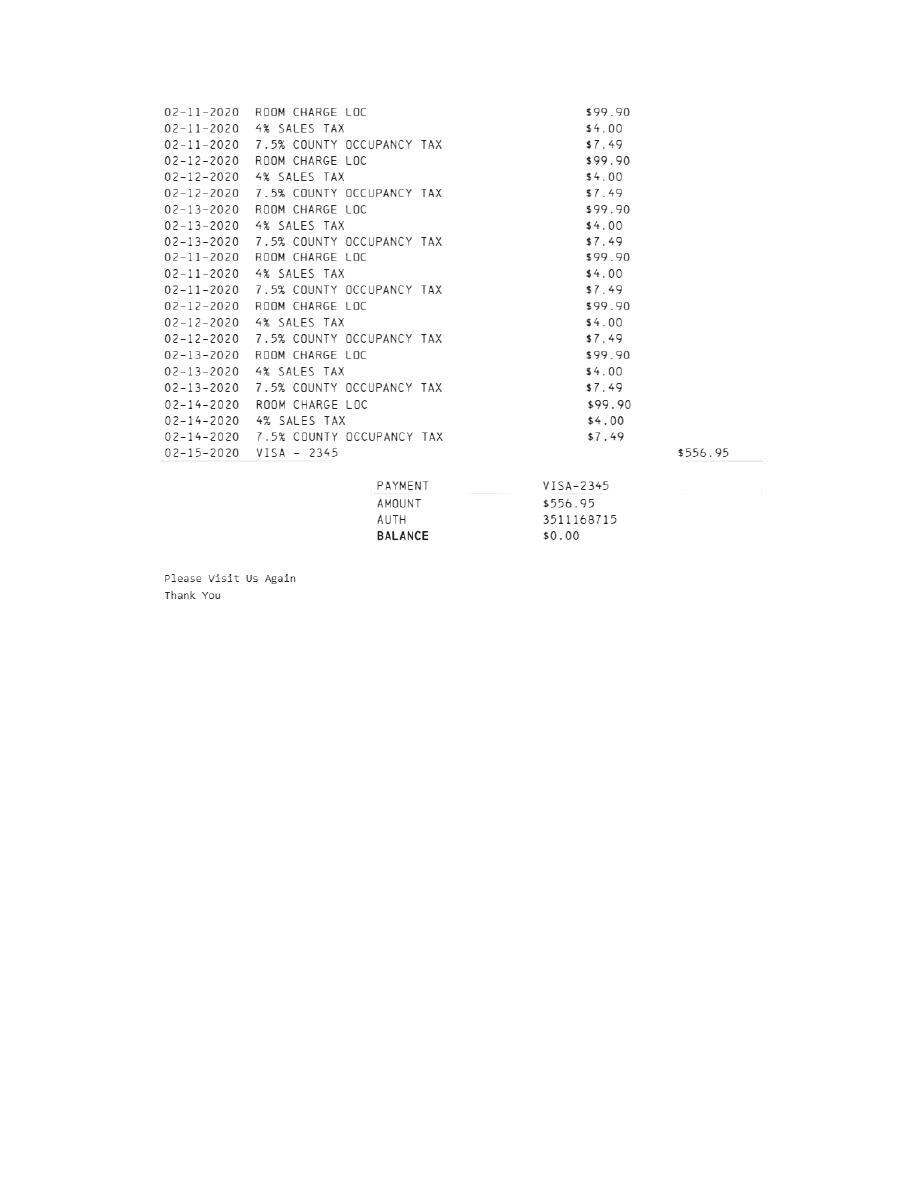 02-11-2020 ROOM CHARGE LOC $99.90
02-11-2020 4% SALES TAX $4.00
02-11-2020 7.5% COUNTY OCCUPANCY TAX $7.49
02-12-2020 ROOM CHARGE LOC $99.90
02-12-2020 4% SALES TAX $4.00
02-12-2020 7.5% COUNTY OCCUPANCY TAX $7.49
02-13-2020 ROOM CHARGE LOC $99.90
02-13-2020 4% SALES TAX $4.00
02-13-2020 7.5% COUNTY OCCUPANCY TAX $7.49
02-11-2020 ROOM CHARGE LOC $99.90
02-11-2020 4% SALES TAX $4.00
02-11-2020 7.5% COUNTY OCCUPANCY TAX $7.49
02-12-2020 ROOM CHARGE LOC $99.90
02-12-2020 4% SALES TAX $4.00
02-12-2020 7.5% COUNTY OCCUPANCY TAX $7.49
02-13-2020 ROOM CHARGE LOC $99.90
02-13-2020 4% SALES TAX $4.00
02-13-2020 7.5% COUNTY OCCUPANCY TAX $7.49
02-14-2020 ROOM CHARGE LOC $99.90
02-14-2020 4% SALES TAX $4.00
02-14-2020 7.5% COUNTY OCCUPANCY TAX $7.49
02-15-2020 VISA - 2345 $556.95
PAYMENT VISA-2345
AMOUNT $556.95
AUTH 3511168715
BALANCE $0.00
Please Visit Us Again
Thank You